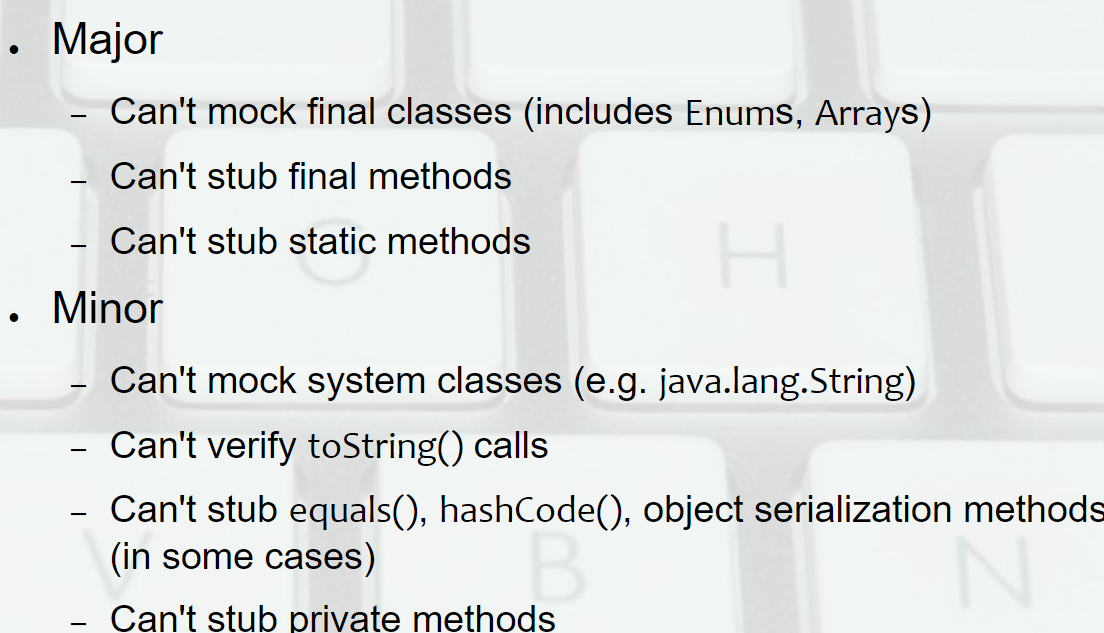 • Major
– Can't mock final classes (includes Enums, Arrays)
– Can't stub final methods
– Can't stub static methods
• Minor
– Can't mock system classes (e.g. java.lang.String)
– Can't verify toString() calls
– Can't stub equals(), hashCode(), object serialization methods
(in some cases)
– Can't stub private methods
O
H
V
B
N